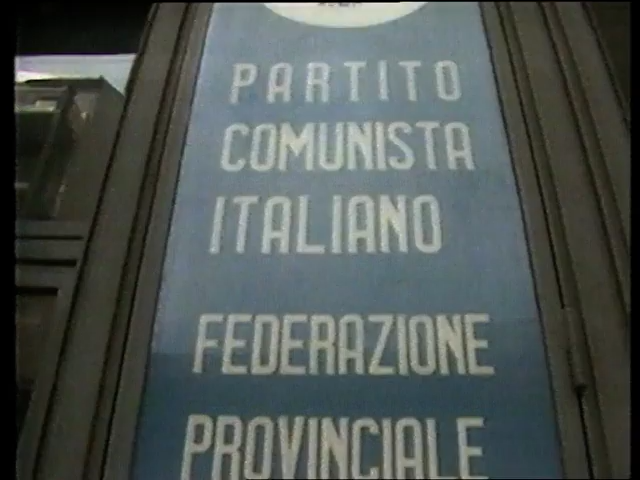 PARTITO
COMUNISTA
ITALIANO
FEDERAZIONE
PROVINCIALE